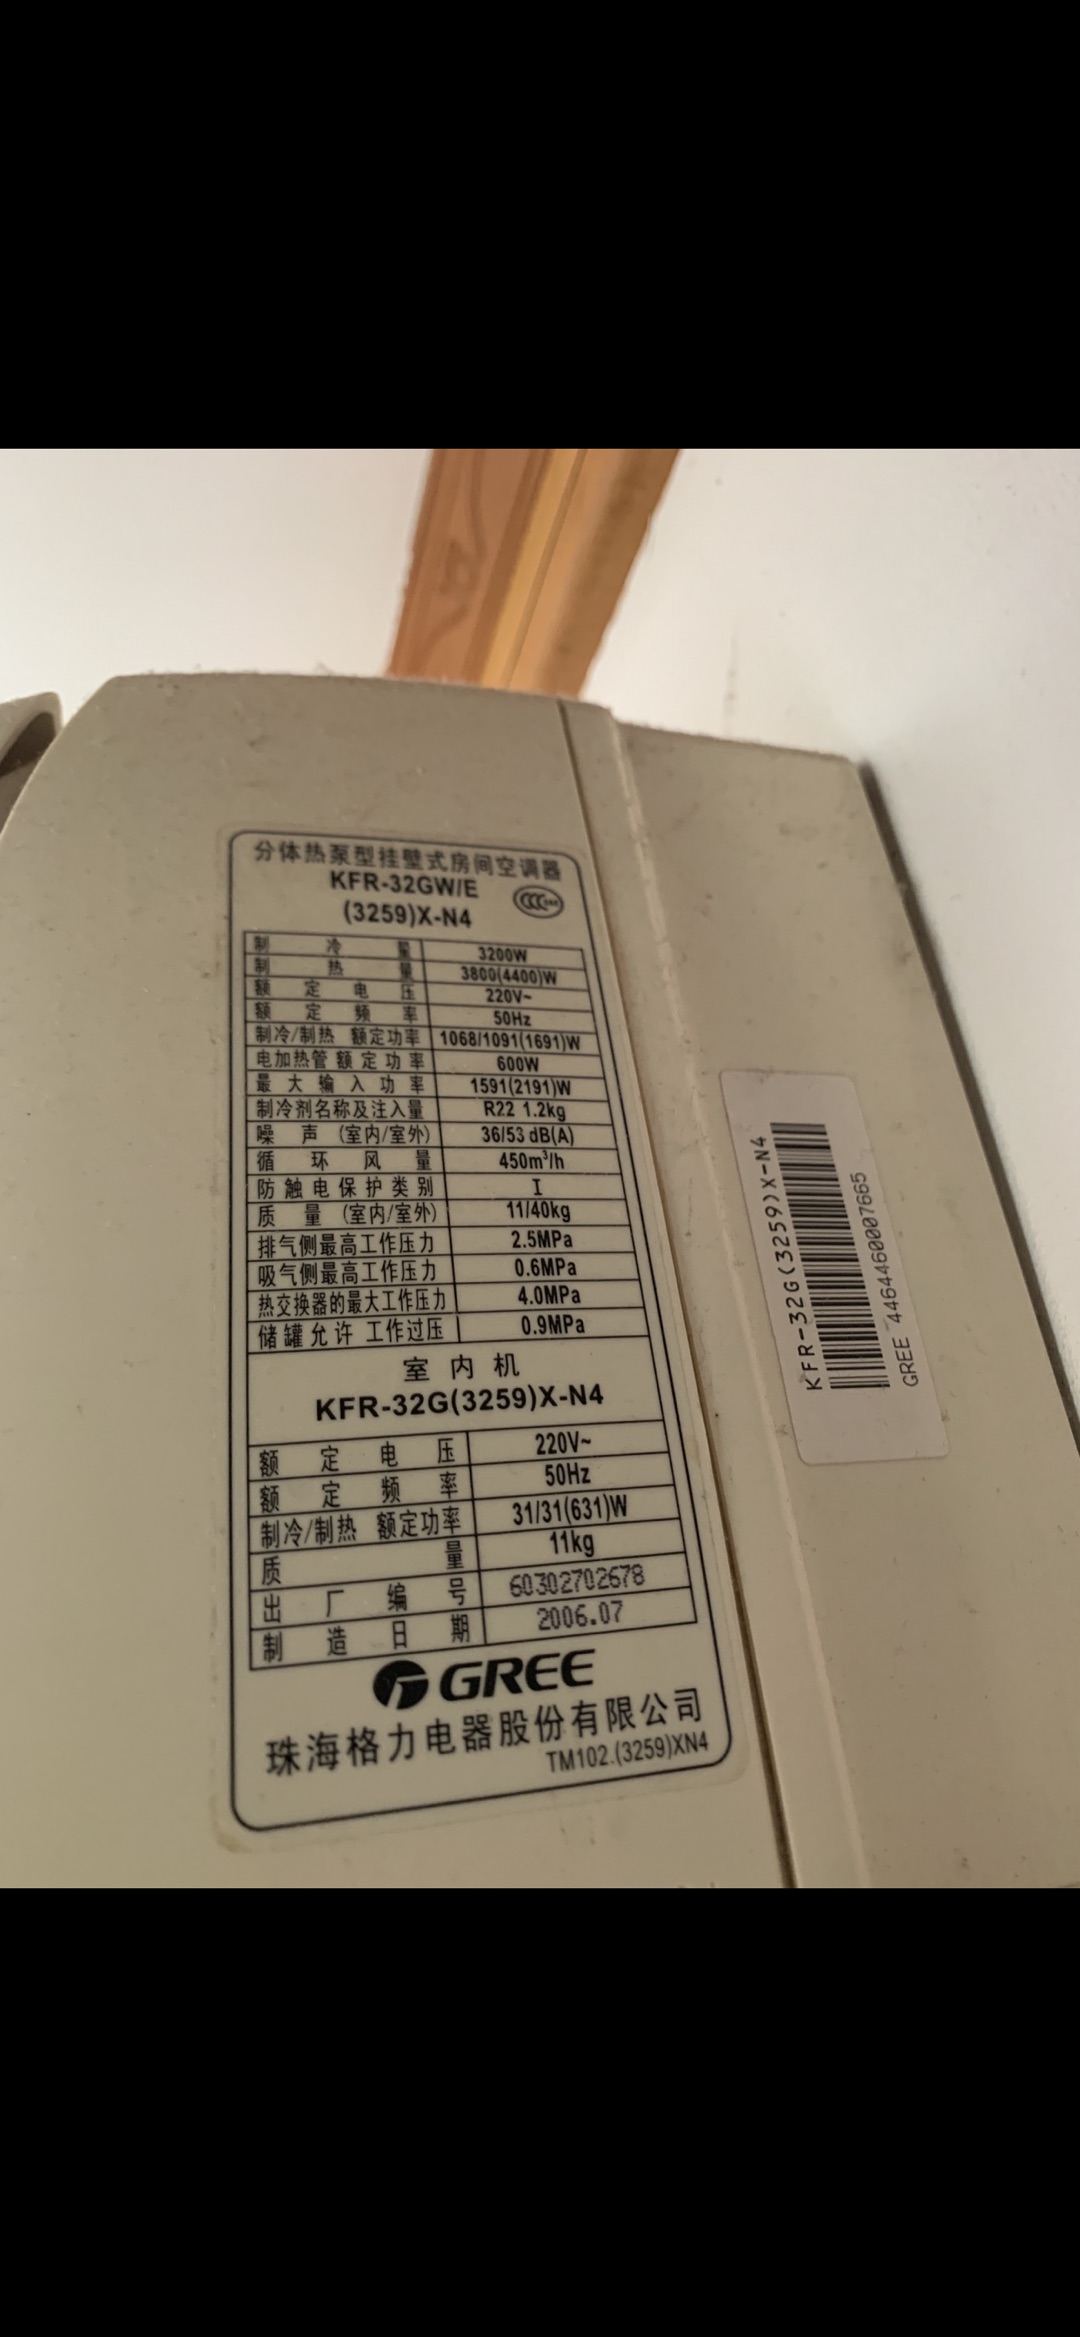 分体热泵型挂壁式房间空调器
KFR-32GW/E
(3259)X-N4
制冷量 3200W
制热量 3800(4400)W
额定电压 220V~
额定频率 50Hz
制冷/制热 额定功率 1068/1091(1691)W
电加热管额定功率 600W
最大输入功率 1591(2191)W
制冷剂名称及注入量 R22 1.2kg
噪声(室内/室外) 36/53 dB(A)
循环风量 450m³/h
防触电保护类别 I
质量(室内/室外) 11/40kg
排气侧最高工作压力 2.5MPa
吸气侧最高工作压力 0.6MPa
热交换器的最大工作压力 4.0MPa
储罐允许 工作过压 0.9MPa
室内机
KFR-32G(3259)X-N4
额定电压 220V~
额定频率 50Hz
制冷/制热 额定功率 31/31(631)W
质量 11kg
出厂编号 60302702678
制造日期 2006.07
GREE
珠海格力电器股份有限公司
TM102.(3259)XN4
KFR-32G(3259)X-N4
GREE 4464460007665